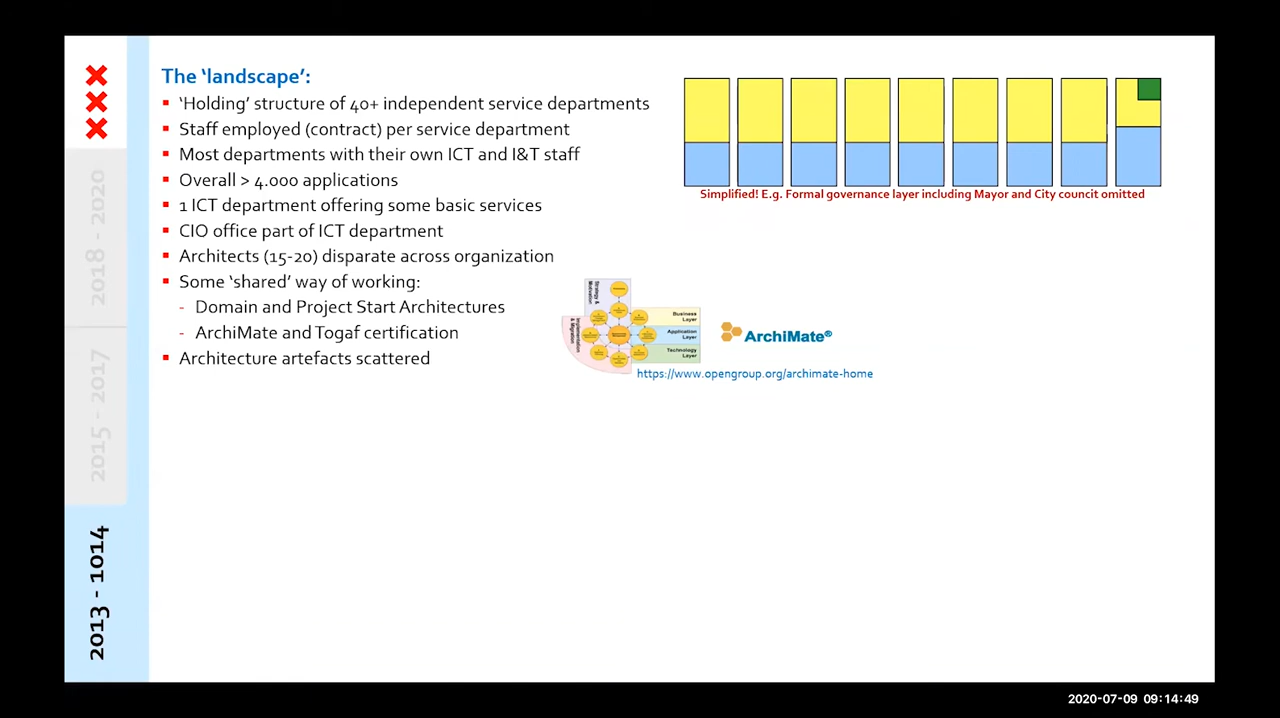 The ‘landscape’:
▪ ‘Holding’ structure of 40+ independent service departments
▪ Staff employed (contract) per service department
▪ Most departments with their own ICT and I&T staff
▪ Overall > 4.000 applications
▪ 1 ICT department offering some basic services
▪ CIO office part of ICT department
▪ Architects (15-20) disparate across organization
▪ Some ‘shared’ way of working:
- Domain and Project Start Architectures
- ArchiMate and Togaf certification
▪ Architecture artefacts scattered
Simplified! E.g. Formal governance layer including Mayor and City councit omitted
Strategy &
Motivation
Business
Layer
Application
Layer
Technology
Layer
Implementation
& Migration
ArchiMate®
https://www.opengroup.org/archimate-home
2018 - 2020
2015 - 2017
2013 - 1014
2020-07-09 09:14:49